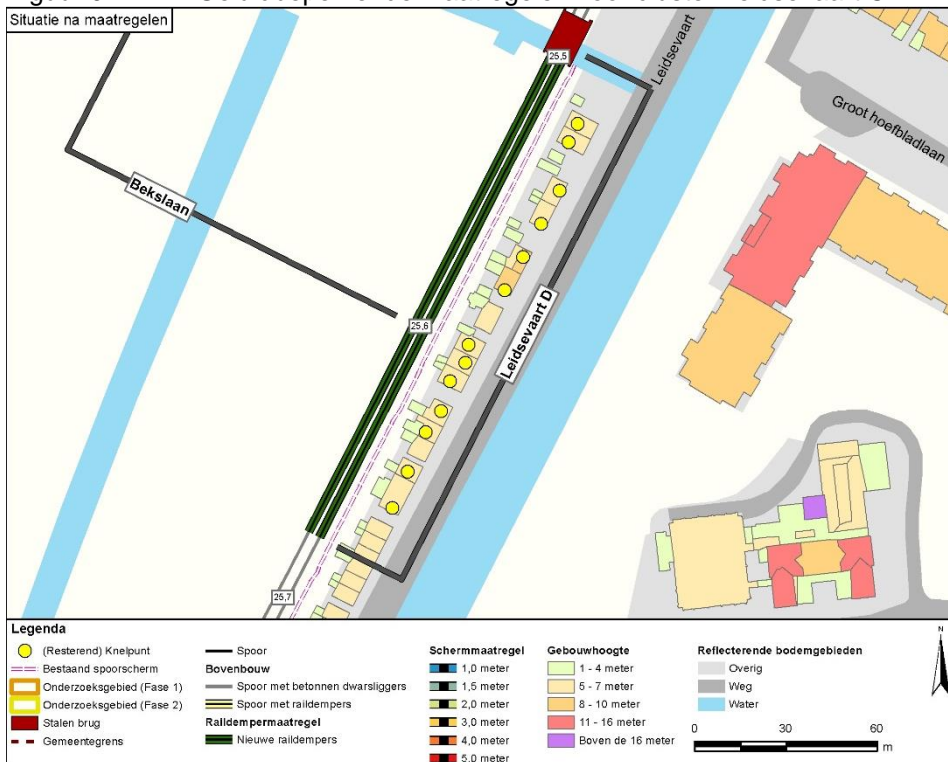 Situatie na maatregelen
25,5
Leidsevaart
Groot hoefbladlaan
Bekslaan
25,6
Leidsevaart D
25,7
Legenda
(Resterend) Knelpunt
Bestaand spoorscherm
Onderzoeksgebied (Fase 1)
Onderzoeksgebied (Fase 2)
Stalen brug
Gemeentegrens
Spoor
Bovenbouw
Spoor met betonnen dwarsliggers
Spoor met raildempers
Raildempermaatregel
Nieuwe raildempers
Schermmaatregel
1,0 meter
1,5 meter
2,0 meter
3,0 meter
4,0 meter
5,0 meter
Gebouwhoogte
1 - 4 meter
5 - 7 meter
8 - 10 meter
11 - 16 meter
Boven de 16 meter
Reflecterende bodemgebieden
Overig
Weg
Water
N
0 30 60
m